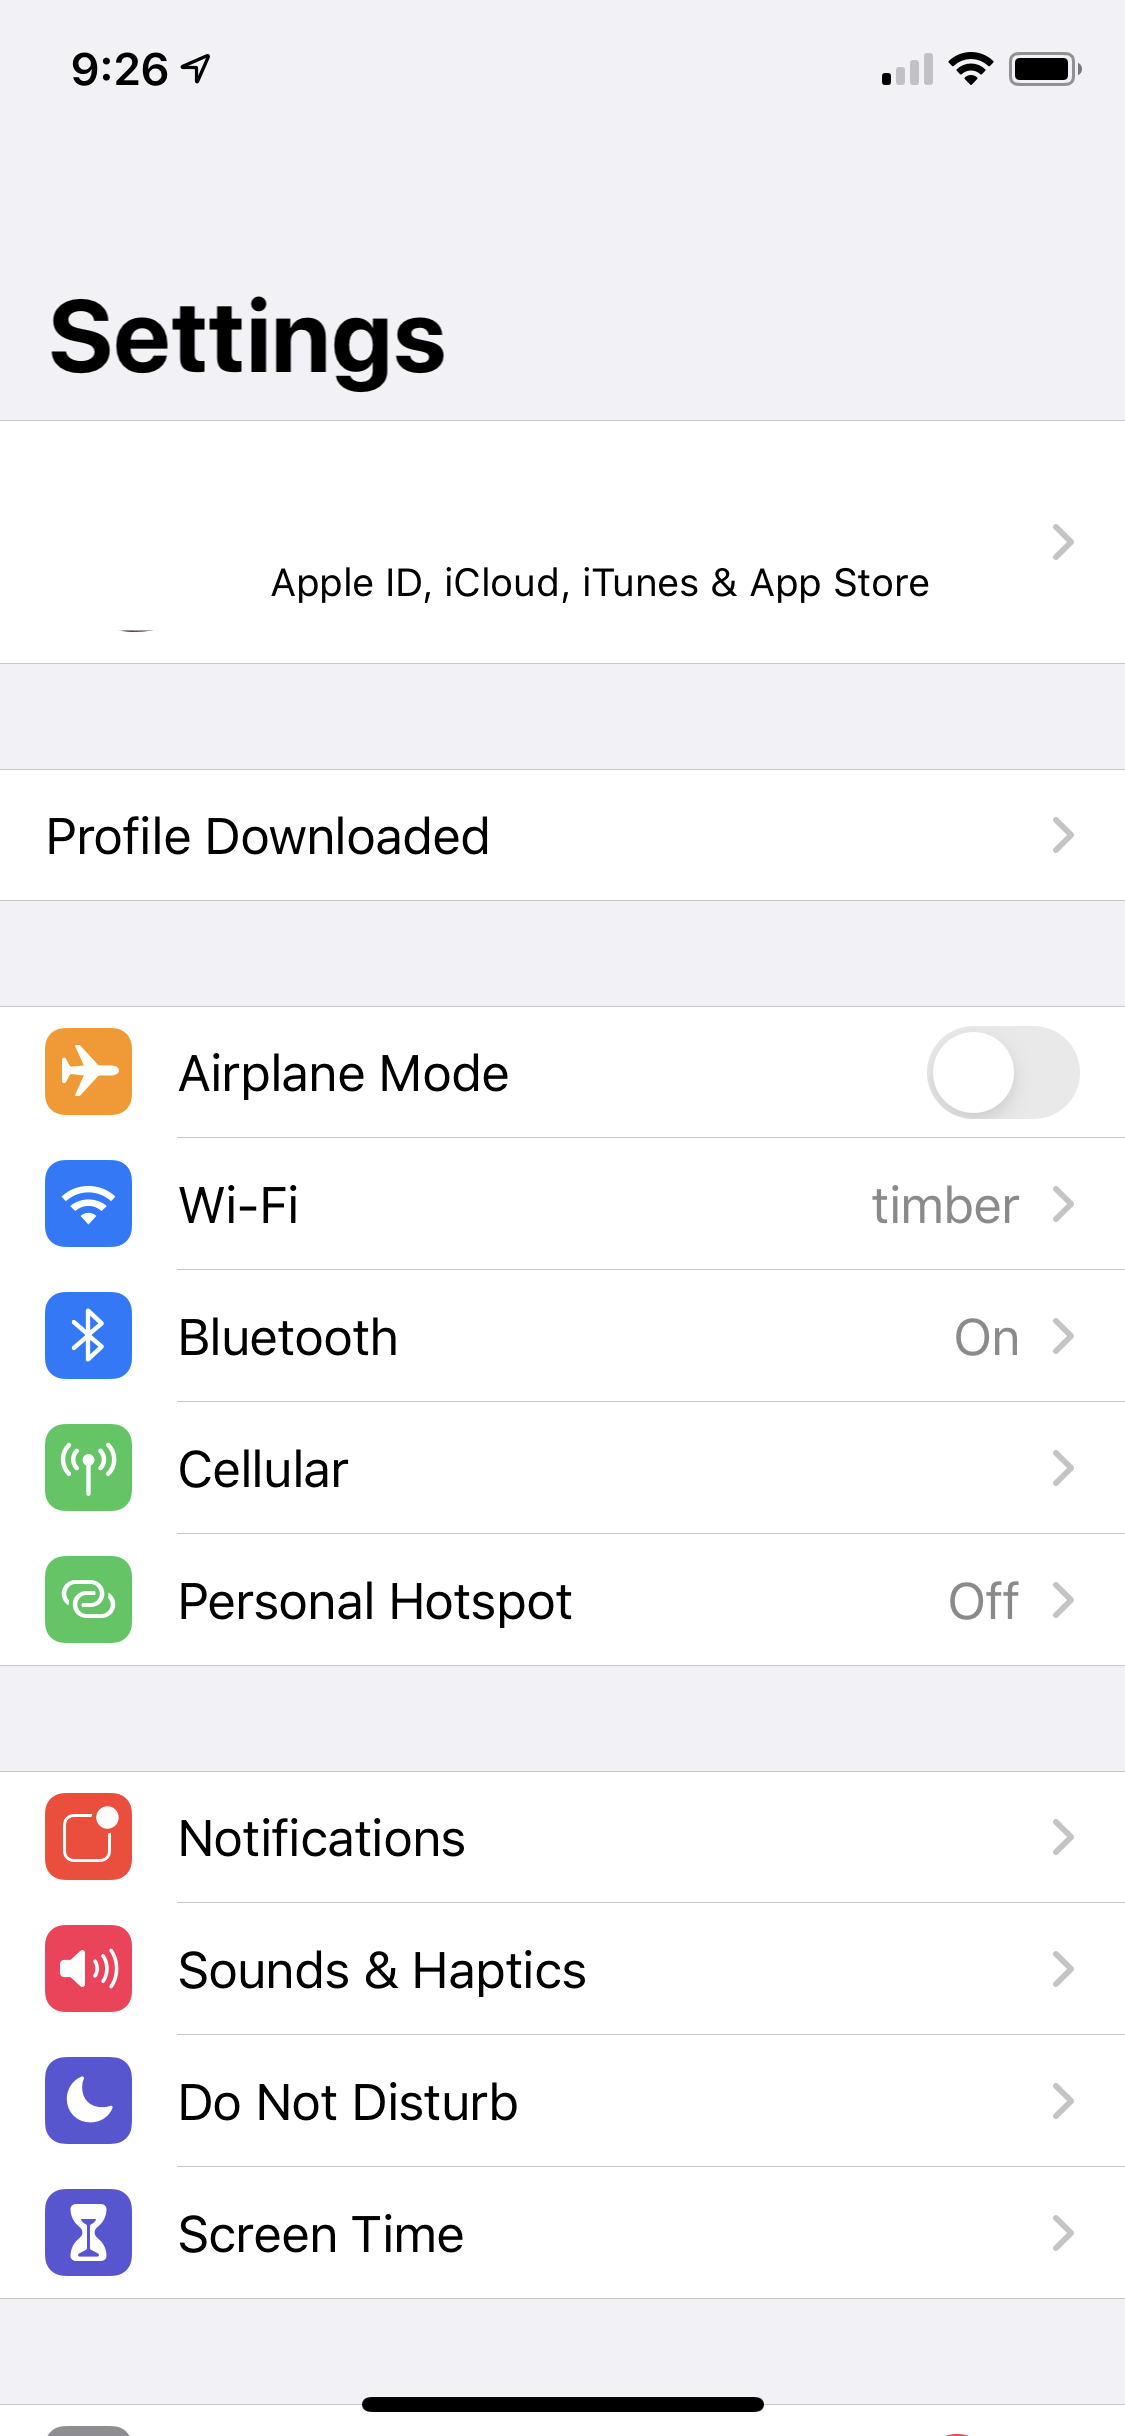 9:26
Settings
Apple ID, iCloud, iTunes & App Store
Profile Downloaded
Airplane Mode
Wi-Fi timber
Bluetooth On
Cellular
Personal Hotspot Off
Notifications
Sounds & Haptics
Do Not Disturb
Screen Time